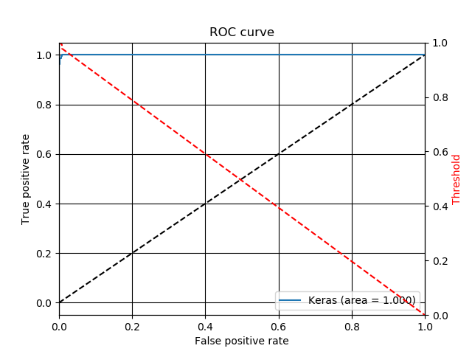 ROC curve
1.0
0.8
0.6
0.4
0.2
0.0
True positive rate
1.0
0.8
0.6
0.4
0.2
0.0
Threshold
Keras (area = 1.000)
0.0 0.2 0.4 0.6 0.8 1.0
False positive rate